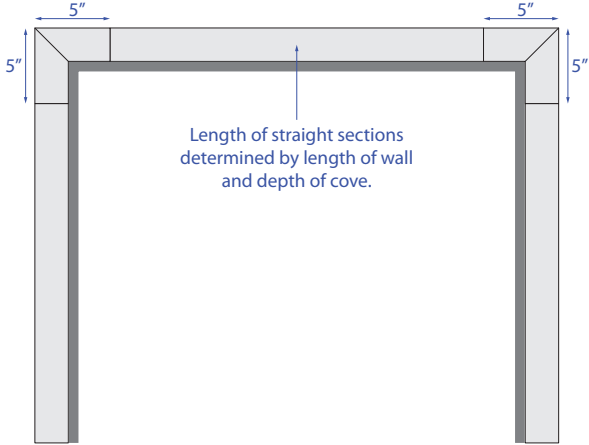 5”
5”
5”
5”
Length of straight sections
determined by length of wall
and depth of cove.